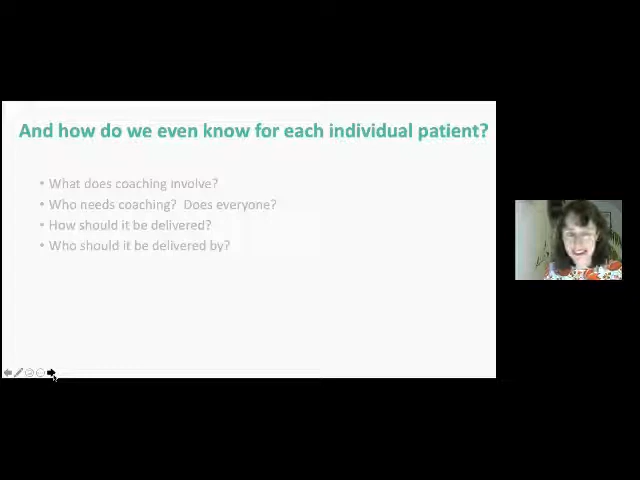 And how do we even know for each individual patient?
• What does coaching involve?
• Who needs coaching?  Does everyone?
• How should it be delivered?
• Who should it be delivered by?